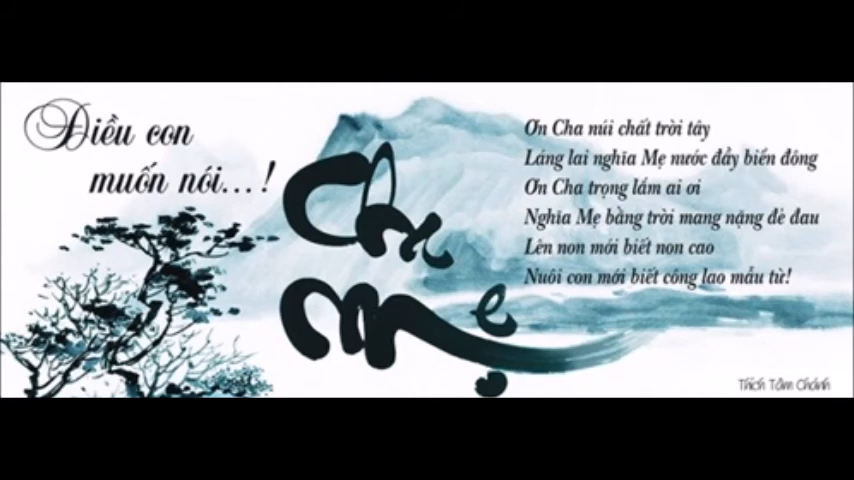 Điều con
muốn nói...!
Cha
Mẹ
Ơn Cha núi chất trời tây
Láng lai nghĩa Mẹ nước đầy biển đông
Ơn Cha trọng lắm ai ơi
Nghĩa Mẹ bằng trời mang nặng đẻ đau
Lên non mới biết non cao
Nuôi con mới biết công lao mẫu từ!
Thích Tâm Chánh